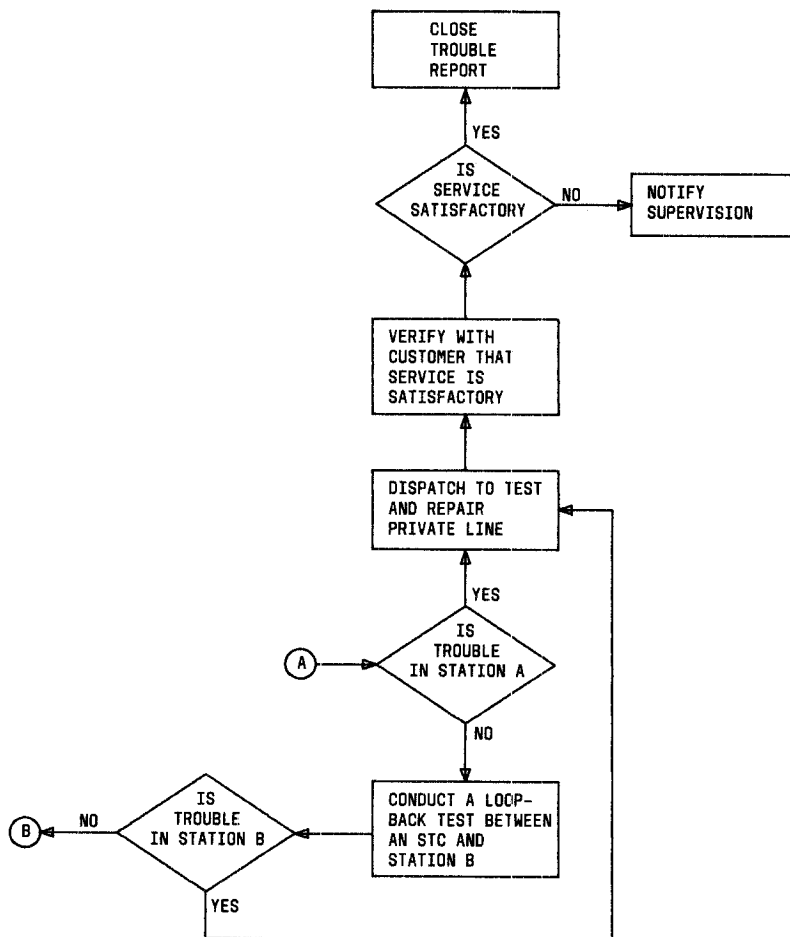 CLOSE
TROUBLE
REPORT
YES
IS
SERVICE
SATISFACTORY
NO
NOTIFY
SUPERVISION
VERIFY WITH
CUSTOMER THAT
SERVICE IS
SATISFACTORY
DISPATCH TO TEST
AND REPAIR
PRIVATE LINE
YES
IS
TROUBLE
IN STATION A
A
NO
CONDUCT A LOOP-
BACK TEST BETWEEN
AN STC AND
STATION B
IS
TROUBLE
IN STATION B
NO
B
YES